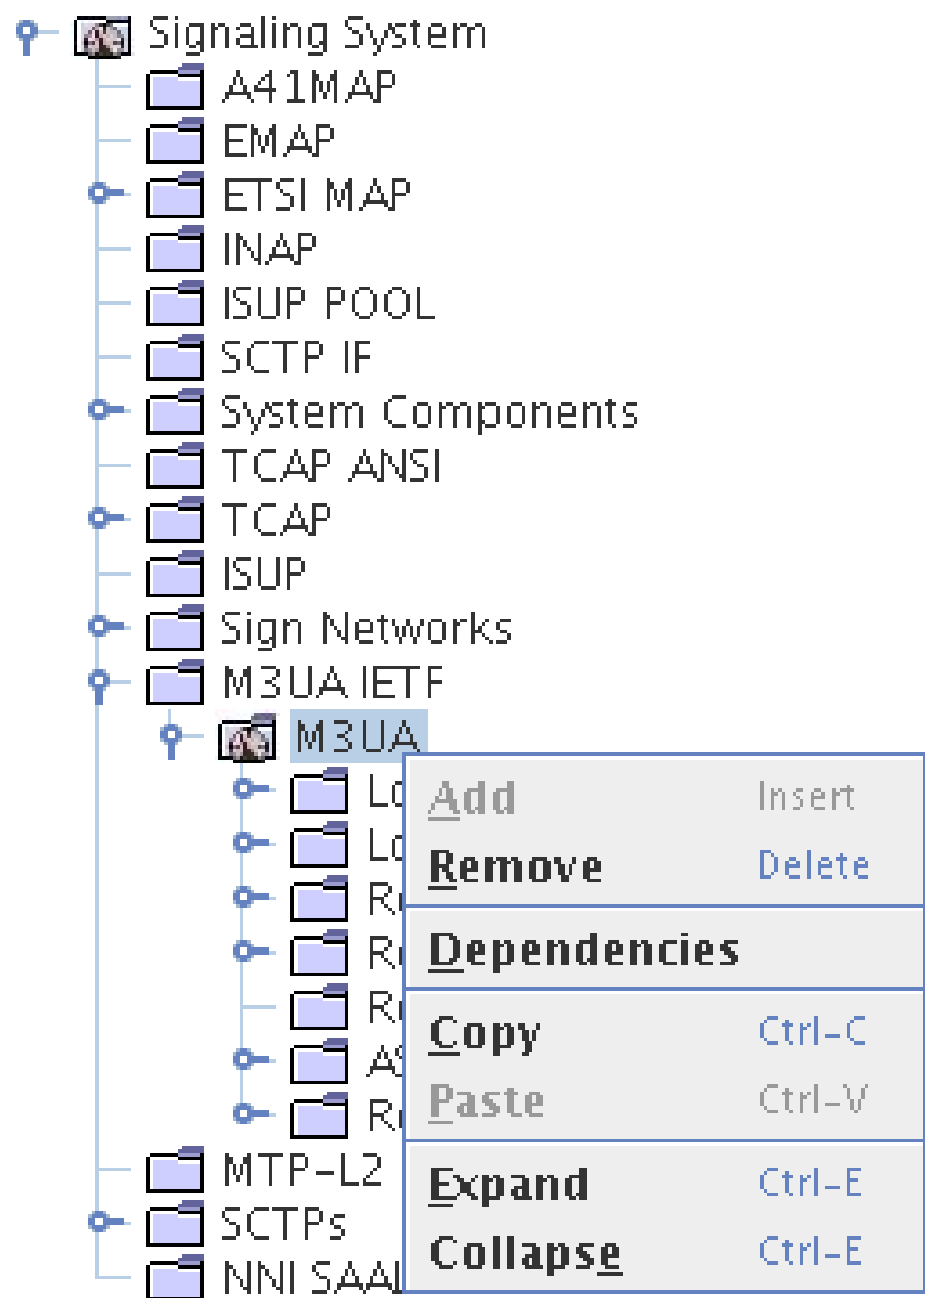 Signaling System
A41MAP
EMAP
ETSI MAP
INAP
ISUP POOL
SCTP IF
System Components
TCAP ANSI
TCAP
ISUP
Sign Networks
M3UA IETF
M3UA
Add Insert
Remove Delete
Dependencies
Copy Ctrl-C
Paste Ctrl-V
Expand Ctrl-E
Collapse Ctrl-E
MTP-L2
SCTPs
NNI SAAL